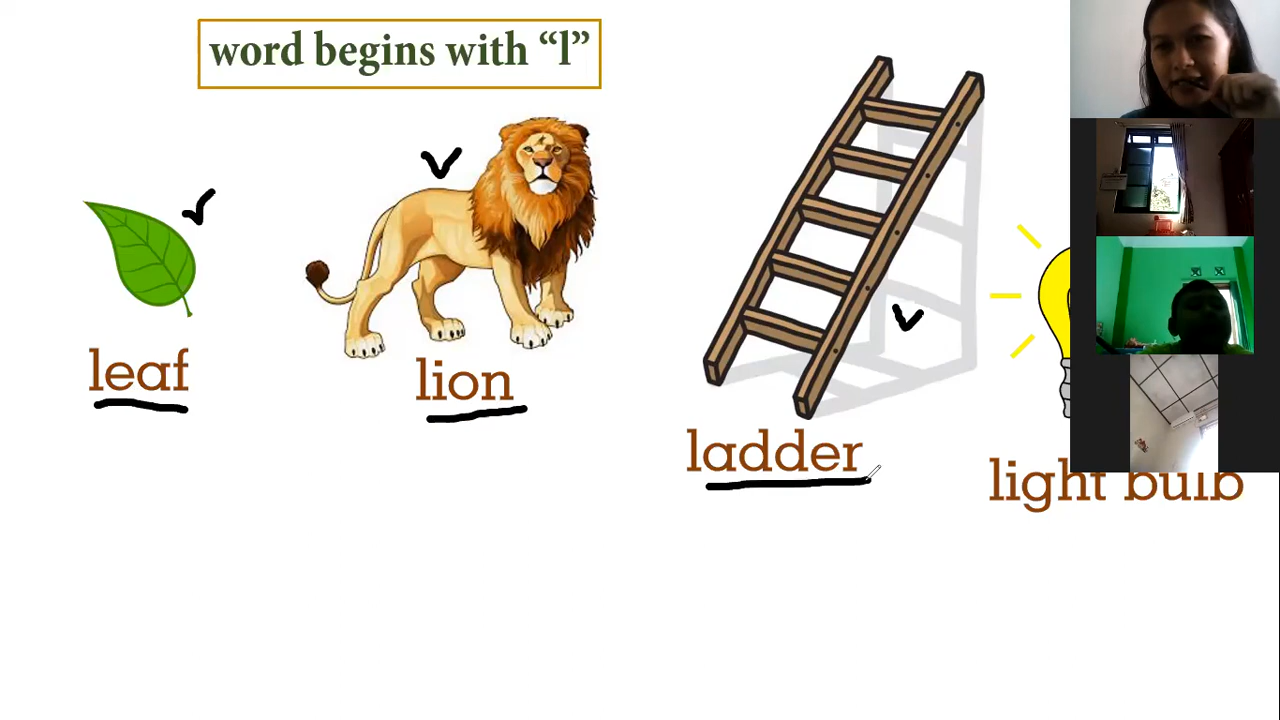 word begins with “l”
leaf
lion
ladder
light bulb